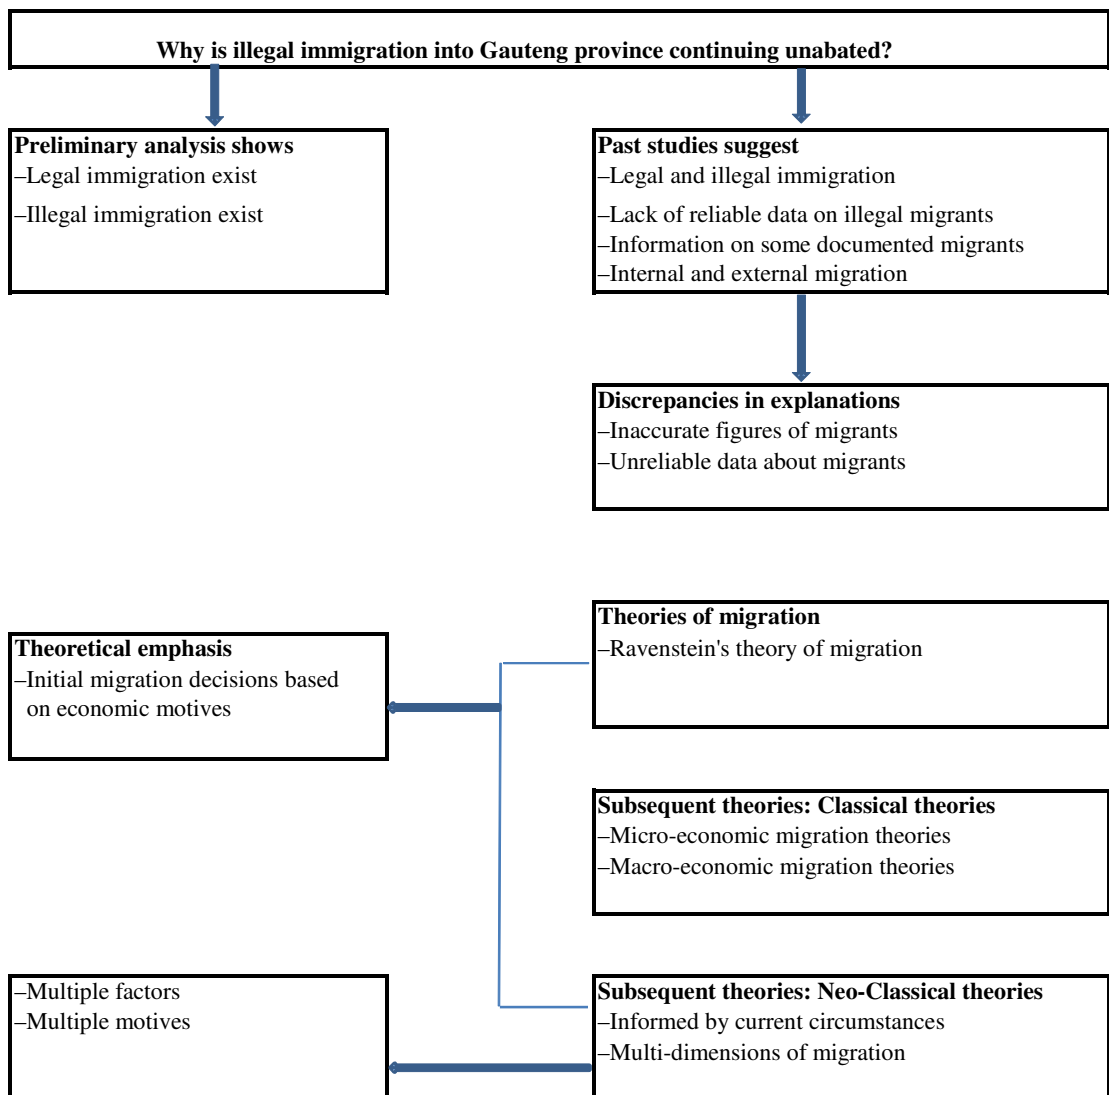 Why is illegal immigration into Gauteng province continuing unabated?
Preliminary analysis shows
–Legal immigration exist
–Illegal immigration exist
Past studies suggest
–Legal and illegal immigration
–Lack of reliable data on illegal migrants
–Information on some documented migrants
–Internal and external migration
Discrepancies in explanations
–Inaccurate figures of migrants
–Unreliable data about migrants
Theories of migration
–Ravenstein's theory of migration
Theoretical emphasis
–Initial migration decisions based
on economic motives
Subsequent theories: Classical theories
–Micro-economic migration theories
–Macro-economic migration theories
–Multiple factors
–Multiple motives
Subsequent theories: Neo-Classical theories
–Informed by current circumstances
–Multi-dimensions of migration